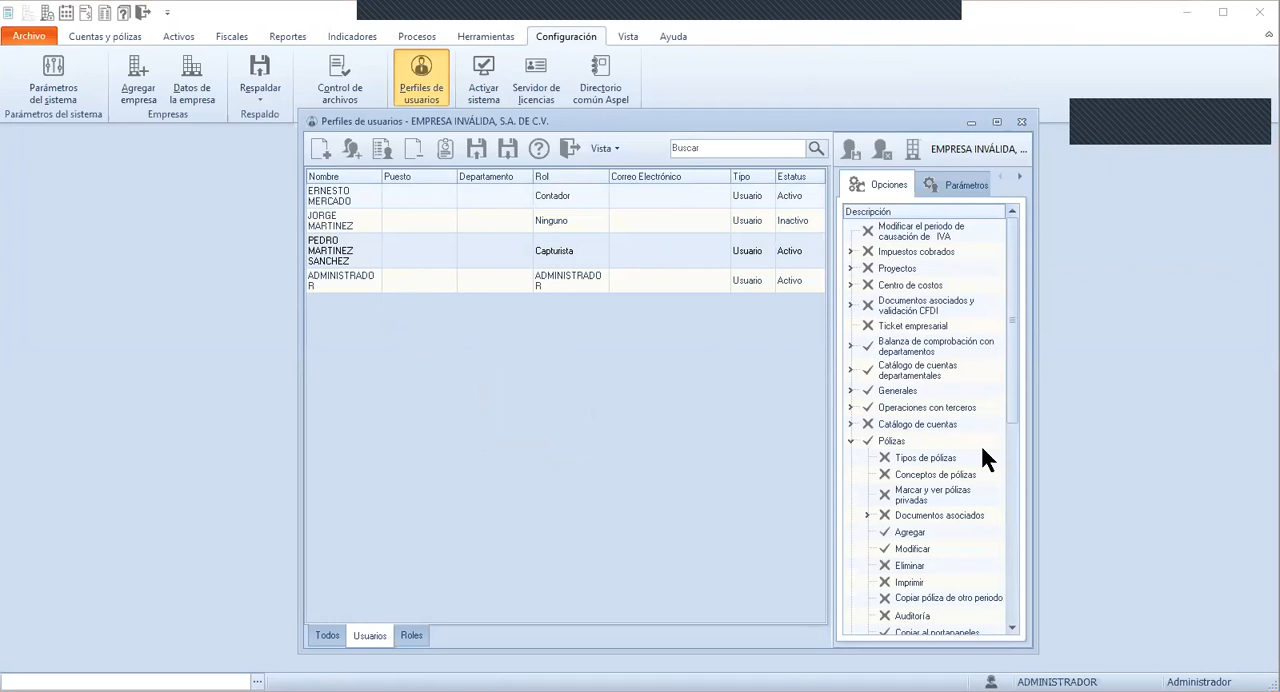 Archivo
Cuentas y pólizas
Activos
Fiscales
Reportes
Indicadores
Procesos
Herramientas
Configuración
Vista
Ayuda
Parámetros
del sistema
Agregar
empresa
Datos de
la empresa
Respaldar
Control de
archivos
Perfiles de
usuarios
Activar
sistema
Servidor de
licencias
Directorio
común Aspel
Parámetros del sistema
Empresas
Respaldo
Perfiles de usuarios - EMPRESA INVÁLIDA, S.A. DE C.V.
Vista
Buscar
EMPRESA INVÁLIDA, ...
Nombre
Puesto
Departamento
Rol
Correo Electrónico
Tipo
Estatus
ERNESTO
MERCADO
Contador
Usuario
Activo
JORGE
MARTINEZ
Ninguno
Usuario
Inactivo
PEDRO
MARTINEZ
SANCHEZ
Capturista
Usuario
Activo
ADMINISTRADO
R
ADMINISTRADO
R
Usuario
Activo
Opciones
Parámetros
Descripción
Modificar el periodo de
causación de IVA
Impuestos cobrados
Proyectos
Centro de costos
Documentos asociados y
validación CFDI
Ticket empresarial
Balanza de comprobación con
departamentos
Catálogo de cuentas
departamentales
Generales
Operaciones con terceros
Catálogo de cuentas
Pólizas
Tipos de pólizas
Conceptos de pólizas
Marcar y ver pólizas
privadas
Documentos asociados
Agregar
Modificar
Eliminar
Imprimir
Copiar póliza de otro periodo
Auditoría
Copiar al portapapeles
Todos
Usuarios
Roles
...
ADMINISTRADOR
Administrador